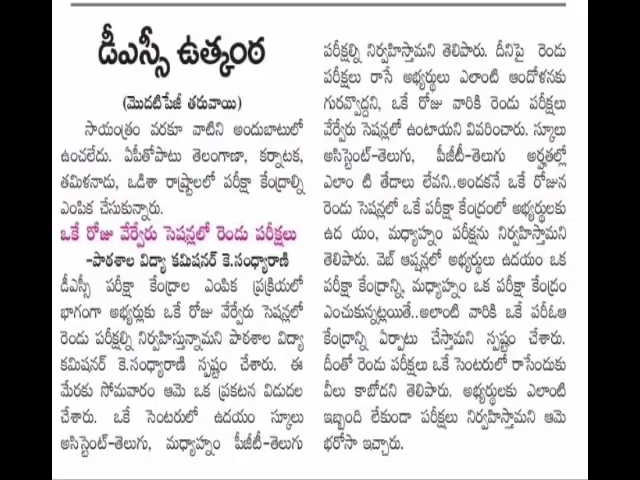 డీఎస్సీ ఉత్కంఠ
(మొదటిపేజీ తరువాయి)
సాయంత్రం వరకూ వాటిని అందుబాటులో
ఉంచలేదు. ఏపీతోపాటు తెలంగాణా, కర్నాటక,
తమిళనాడు, ఒడిశా రాష్ట్రాలలో పరీక్షా కేంద్రాల్ని
ఎంపిక చేసుకున్నారు.
ఒకే రోజు వేర్వేరు సెషన్లలో రెండు పరీక్షలు
-పాఠశాల విద్యా కమిషనర్ కె.సంధ్యారాణి
డీఎస్సీ పరీక్షా కేంద్రాల ఎంపిక ప్రక్రియలో
భాగంగా అభ్యర్లుకు ఒకే రోజు వేర్వేరు సెషన్లలో
రెండు పరీక్షల్ని నిర్వహిస్తున్నామని పాఠశాల విద్యా
కమిషనర్ కె.సంధ్యారాణి స్పష్టం చేశారు. ఈ
మేరకు సోమవారం ఆమె ఒక ప్రకటన విడుదల
చేశారు. ఒకే సెంటరులో ఉదయం స్కూలు
అసిస్టెంట్-తెలుగు, మధ్యాహ్నం పీజీటీ-తెలుగు
పరీక్షల్ని నిర్వహిస్తామని తెలిపారు. దీనిపై రెండు
పరీక్షలు రాసే అభ్యర్థులు ఎలాంటి ఆందోళనకు
గురవ్వొద్దని, ఒకే రోజు వారికి రెండు పరీక్షలు
వేర్వేరు సెషన్లలో ఉంటాయని వివరించారు. స్కూలు
అసిస్టెంట్-తెలుగు, పీజీటీ-తెలుగు అర్హతల్లో
ఎలాం టి తేడాలు లేవని..అందకనే ఒకే రోజున
రెండు సెషన్లలో ఒకే పరీక్షా కేంద్రంలో అభ్యర్థులకు
ఉద యం, మధ్యాహ్నం పరీక్షను నిర్వహిస్తామని
తెలిపారు. వెబ్ ఆప్షన్లలో అభ్యర్థులు ఉదయం ఒక
పరీక్షా కేంద్రాన్ని, మధ్యాహ్నం ఒక పరీక్షా కేంద్రం
ఎంచుకున్నట్లయితే..అలాంటి వారికి ఒకే పరీఓా
కేంద్రాన్ని ఏర్పాటు చేస్తామని స్పష్టం చేశారు.
దీంతో రెండు పరీక్షలు ఒకే సెంటరులో రాసేందుకు
వీలు కాబోదని తెలిపారు. అభ్యర్థులకు ఎలాంటి
ఇబ్బంది లేకుండా పరీక్షలు నిర్వహిస్తామని ఆమె
భరోసా ఇచ్చారు.